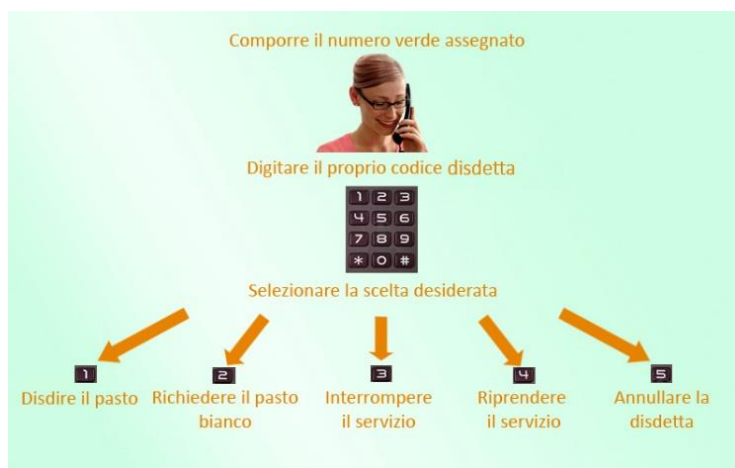 Comporre il numero verde assegnato
Digitare il proprio codice disdetta
1 2 3
4 5 6
7 8 9
* 0 #
Selezionare la scelta desiderata
1 2 3 4 5
Disdire il pasto
Richiedere il pasto
bianco
Interrompere
il servizio
Riprendere
il servizio
Annullare la
disdetta